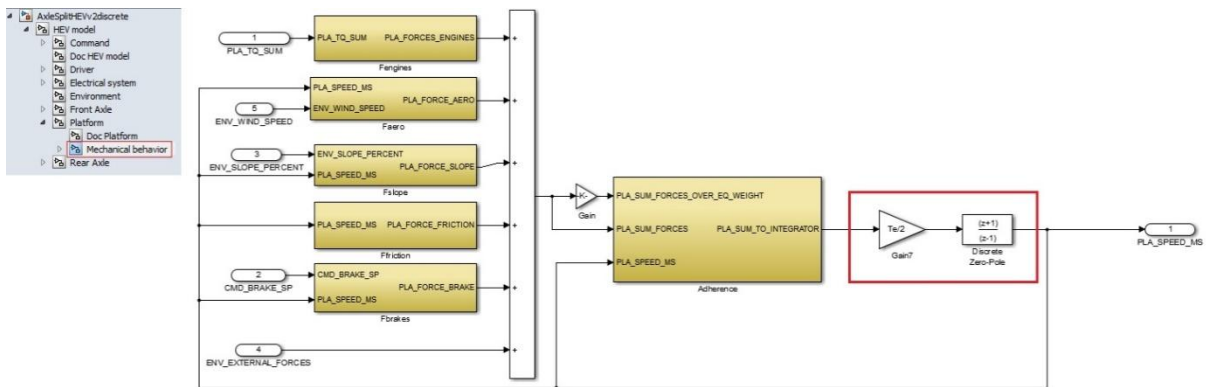 AxleSplitHEVv2discrete
HEV model
Command
Doc HEV model
Driver
Electrical system
Environment
Front Axle
Platform
Doc Platform
Mechanical behavior
Rear Axle
1
PLA_TQ_SUM
PLA_TQ_SUM PLA_FORCES_ENGINES
Fengines
+
5
ENV_WIND_SPEED
PLA_SPEED_MS
PLA_FORCE_AERO
ENV_WIND_SPEED
Faero
+
3
ENV_SLOPE_PERCENT
ENV_SLOPE_PERCENT
PLA_FORCE_SLOPE
PLA_SPEED_MS
Fslope
+
PLA_SPEED_MS PLA_FORCE_FRICTION
Ffriction
+
2
CMD_BRAKE_SP
CMD_BRAKE_SP
PLA_FORCE_BRAKE
PLA_SPEED_MS
Fbrakes
+
4
ENV_EXTERNAL_FORCES
+
-K-
Gain
PLA_SUM_FORCES_OVER_EQ_WEIGHT
PLA_SUM_FORCES PLA_SUM_TO_INTEGRATOR
PLA_SPEED_MS
Adherence
Te/2
Gain7
(z+1)
(z-1)
Discrete
Zero-Pole
1
PLA_SPEED_MS